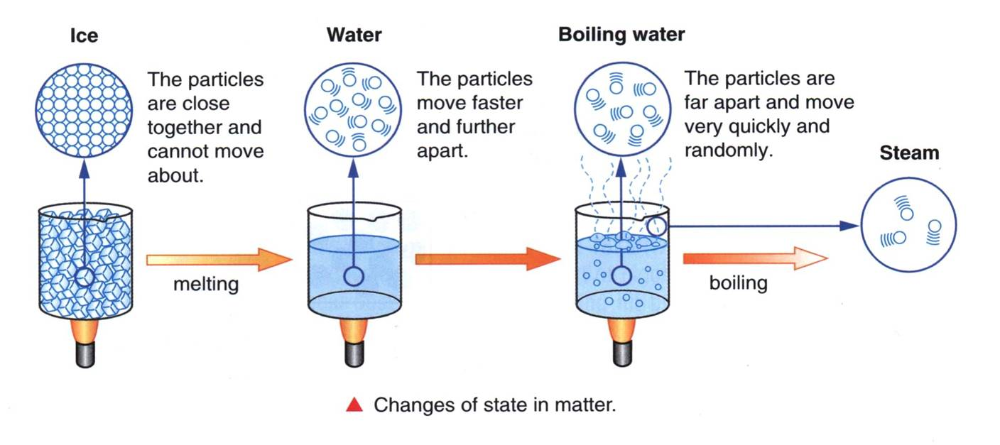 Ice
The particles
are close
together and
cannot move
about.
melting
Water
The particles
move faster
and further
apart.
Boiling water
The particles are
far apart and move
very quickly and
randomly.
boiling
Steam
Changes of state in matter.